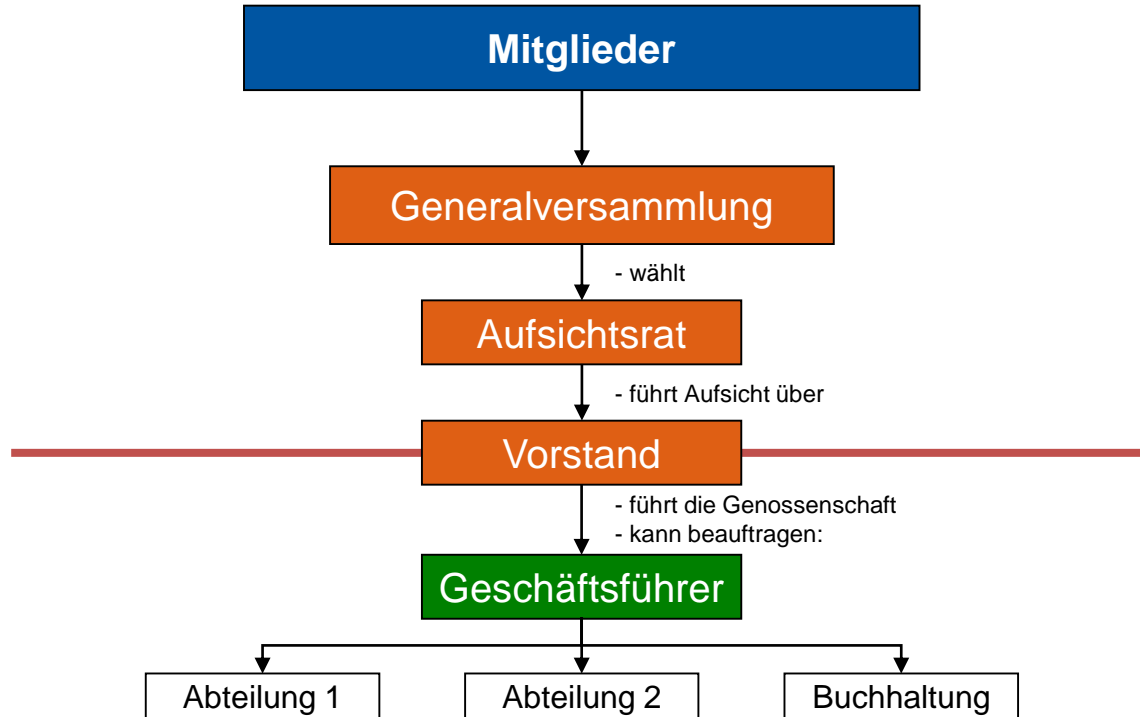 Mitglieder
Generalversammlung
- wählt
Aufsichtsrat
- führt Aufsicht über
Vorstand
- führt die Genossenschaft
- kann beauftragen:
Geschäftsführer
Abteilung 1
Abteilung 2
Buchhaltung